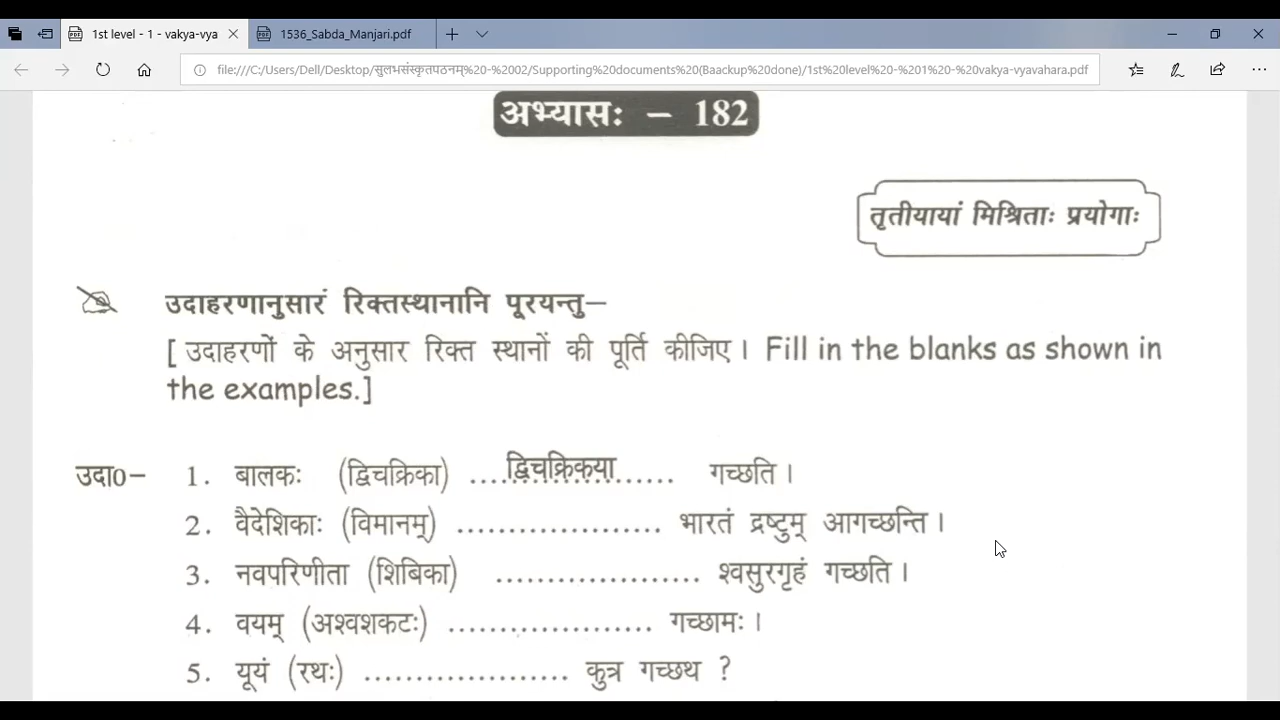 1st level - 1 - vakya-vya
1536_Sabda_Manjari.pdf
file:///C:/Users/Dell/Desktop/सुलभसंस्कृतपठनम्%20-%2002/Supporting%20documents%20(Baackup%20done)/1st%20level%20-%201%20-%20vakya-vyavahara.pdf
अभ्यासः – 182
तृतीयायां मिश्रिताः प्रयोगाः
उदाहरणानुसारं रिक्तस्थानानि पूरयन्तु–
[ उदाहरणों के अनुसार रिक्त स्थानों की पूर्ति कीजिए । Fill in the blanks as shown in
the examples.]
उदा0– 1. बालकः (द्विचक्रिका) ....द्विचक्रिकया...... गच्छति ।
2. वैदेशिकाः (विमानम्) .................... भारतं द्रष्टुम् आगच्छन्ति ।
3. नवपरिणीता (शिबिका) .................... श्वसुरगृहं गच्छति ।
4. वयम् (अश्वशकटः) .................... गच्छामः ।
5. यूयं (रथः) .................... कुत्र गच्छथ ?